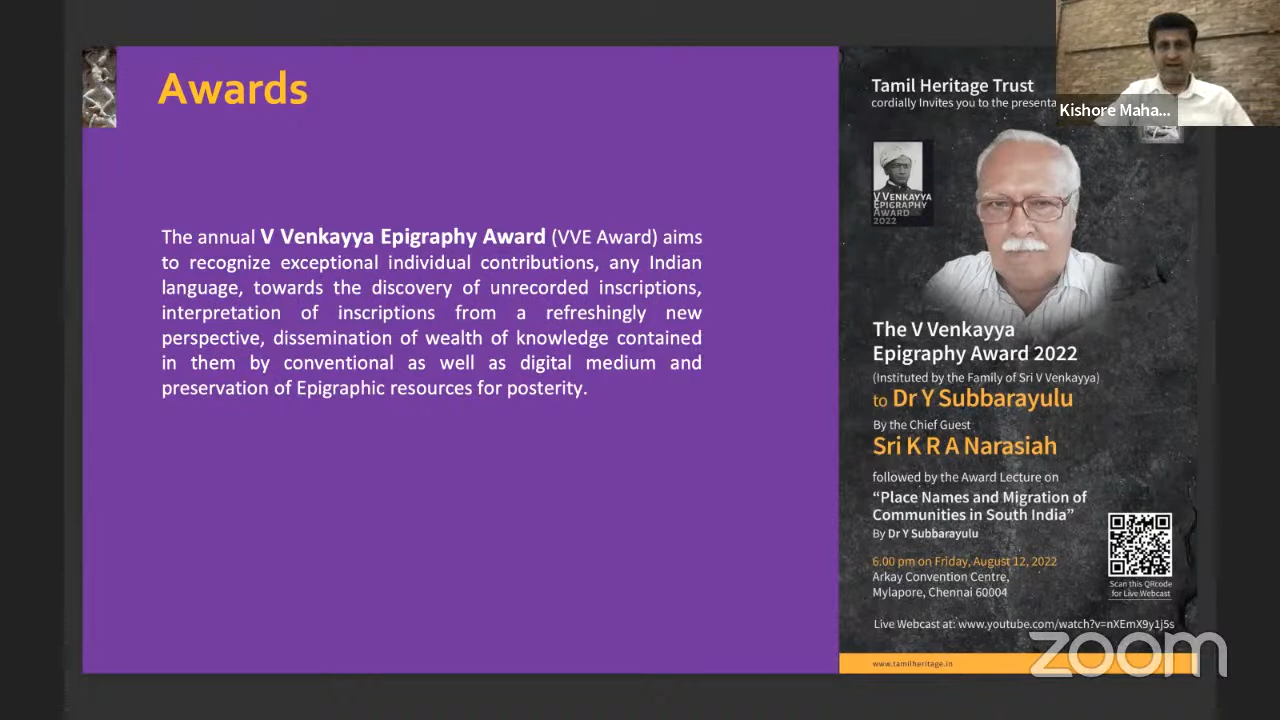 Awards
The annual V Venkayya Epigraphy Award (VVE Award) aims
to recognize exceptional individual contributions, any Indian
language, towards the discovery of unrecorded inscriptions,
interpretation of inscriptions from a refreshingly new
perspective, dissemination of wealth of knowledge contained
in them by conventional as well as digital medium and
preservation of Epigraphic resources for posterity.
Tamil Heritage Trust
cordially Invites you to the presenta
Kishore Maha...
V VENKAYYA
EPIGRAPHY
AWARD
2022
The V Venkayya
Epigraphy Award 2022
(Instituted by the Family of Sri V Venkayya)
to Dr Y Subbarayulu
By the Chief Guest
Sri K R A Narasiah
followed by the Award Lecture on
“Place Names and Migration of
Communities in South India”
By Dr Y Subbarayulu
6.00 pm on Friday, August 12, 2022
Arkay Convention Centre,
Mylapore, Chennai 60004
Scan this QRcode
for Live Webcast
Live Webcast at: www.youtube.com/watch?v=nXEmX9y1j5s
www.tamilheritage.in
zoom